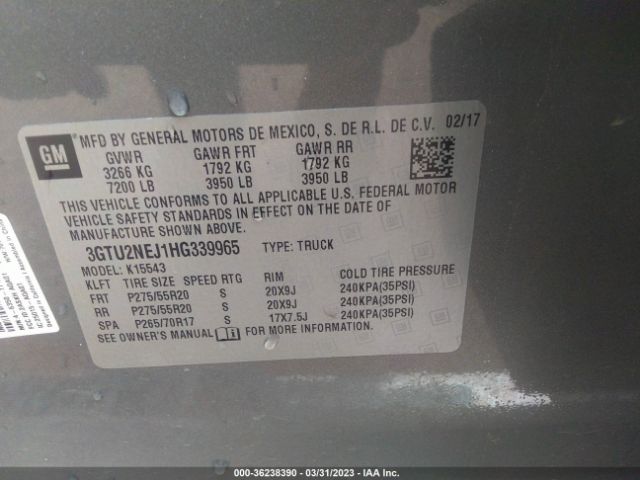 GM
MFD BY GENERAL MOTORS DE MEXICO, S. DE R.L. DE C.V. 02/17
GVWR GAWR FRT GAWR RR
3266 KG 1792 KG 1792 KG
7200 LB 3950 LB 3950 LB
THIS VEHICLE CONFORMS TO ALL APPLICABLE U.S. FEDERAL MOTOR
VEHICLE SAFETY STANDARDS IN EFFECT ON THE DATE OF
MANUFACTURE SHOWN ABOVE.
3GTU2NEJ1HG339965 TYPE: TRUCK
MODEL: K15543
KLFT TIRE SIZE SPEED RTG RIM COLD TIRE PRESSURE
FRT P275/55R20 S 20X9J 240KPA(35PSI)
RR P275/55R20 S 20X9J 240KPA(35PSI)
SPA P265/70R17 S 17X7.5J 240KPA(35PSI)
SEE OWNER'S MANUAL FOR MORE INFORMATION.
000-36238390 - 03/31/2023 - IAA Inc.